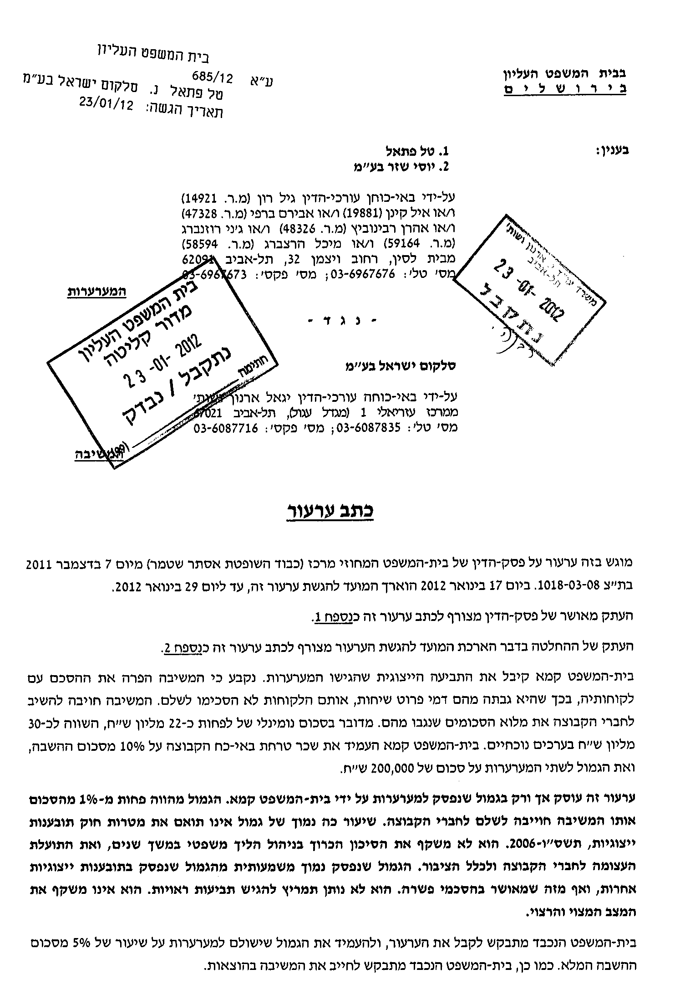 בית המשפט העליון
ע"א 685/12
טל פתאל נ. סלקום ישראל בע"מ
תאריך הגשה: 23/01/12
בבית המשפט העליון
בירושלים
בענין:
1. טל פתאל
2. יוסי שזר בע"מ
על-ידי באי-כוחן עורכי-הדין גיל רון (מ.ר. 14921)
ו/או איל קינן (19881) ו/או אבירם ברפי (מ.ר. 47328)
ו/או אהרן רבינוביץ (מ.ר. 48326) ו/או ג'ני רוזנברג
(מ.ר. 59164) ו/או מיכל הרצברג (מ.ר. 58594)
מבית לסין, רחוב ויצמן 32, תל-אביב 62091
מס' טלי: 03-6967676; מס' פקסי: 03-6967673
המערערות
משרד עו"ד י. ארנון ושות'
תל-אביב
23-01-2012
נתקבל
בית המשפט העליון
מדור קליטה
23-01-2012
נתקבל / נבדק
חתימה
- נ ג ד -
סלקום ישראל בע"מ
על-ידי באי-כוחה עורכי-הדין יגאל ארנון ושות'
ממרכז עזריאלי 1 (מגדל עגול), תל-אביב 67021
מס' טלי: 03-6087835; מס' פקסי: 03-6087716
המשיבה
כתב ערעור
מוגש בזה ערעור על פסק-הדין של בית-המשפט המחוזי מרכז (כבוד השופטת אסתר שטמר) מיום 7 בדצמבר 2011
בת"צ 1018-03-08. ביום 17 בינואר 2012 הוארך המועד להגשת ערעור זה, עד ליום 29 בינואר 2012.
העתק מאושר של פסק-הדין מצורף לכתב ערעור זה כנספח 1.
העתק של ההחלטה בדבר הארכת המועד להגשת הערעור מצורף לכתב ערעור זה כנספח 2.
בית-המשפט קמא קיבל את התביעה הייצוגית שהגישו המערערות. נקבע כי המשיבה הפרה את ההסכם עם
לקוחותיה, בכך שהיא גבתה מהם דמי פרוט שיחות, אותם הלקוחות לא הסכימו לשלם. המשיבה חויבה להשיב
לחברי הקבוצה את מלוא הסכומים שנגבו מהם. מדובר בסכום נומינלי של לפחות כ-22 מליון ש"ח, השווה לכ-30
מליון ש"ח בערכים נוכחיים. בית-המשפט קמא העמיד את שכר טרחת באי-כח הקבוצה על 10% מסכום ההשבה,
ואת הגמול לשתי המערערות על סכום של 200,000 ש"ח.
ערעור זה עוסק אך ורק בגמול שנפסק למערערות על ידי בית-המשפט קמא. הגמול מהווה פחות מ-1% מהסכום
אותו המשיבה חוייבה לשלם לחברי הקבוצה. שיעור כה נמוך של גמול אינו תואם את מטרות חוק תובענות
ייצוגיות, תשס"ו-2006. הוא לא משקף את הסיכון הכרוך בניהול הליך משפטי במשך שנים, ואת התועלת
העצומה לחברי הקבוצה ולכלל הציבור. הגמול שנפסק נמוך משמעותית מהגמול שנפסק בתובענות ייצוגיות
אחרות, ואף מזה שמאושר בהסכמי פשרה. הוא לא נותן תמריץ להגיש תביעות ראויות. הוא אינו משקף את
המצב המצוי והרצוי.
בית-המשפט הנכבד מתבקש לקבל את הערעור, ולהעמיד את הגמול שישולם למערערות על שיעור של 5% מסכום
ההשבה המלא. כמו כן, בית-המשפט הנכבד מתבקש לחייב את המשיבה בהוצאות.